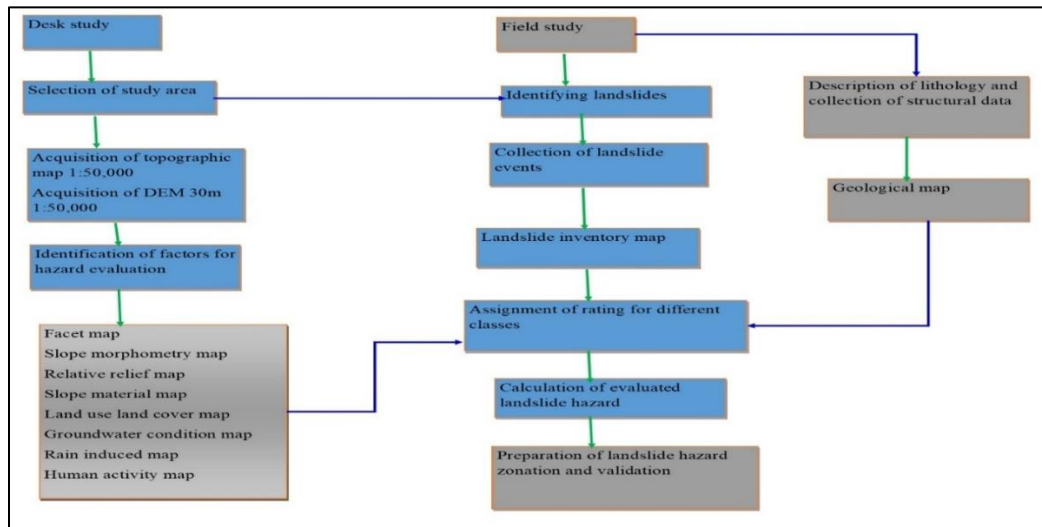 Desk study
Selection of study area
Acquisition of topographic
map 1:50,000
Acquisition of DEM 30m
1:50,000
Identification of factors for
hazard evaluation
Facet map
Slope morphometry map
Relative relief map
Slope material map
Land use land cover map
Groundwater condition map
Rain induced map
Human activity map
Field study
Identifying landslides
Collection of landslide
events
Landslide inventory map
Assignment of rating for different
classes
Calculation of evaluated
landslide hazard
Preparation of landslide hazard
zonation and validation
Description of lithology and
collection of structural data
Geological map